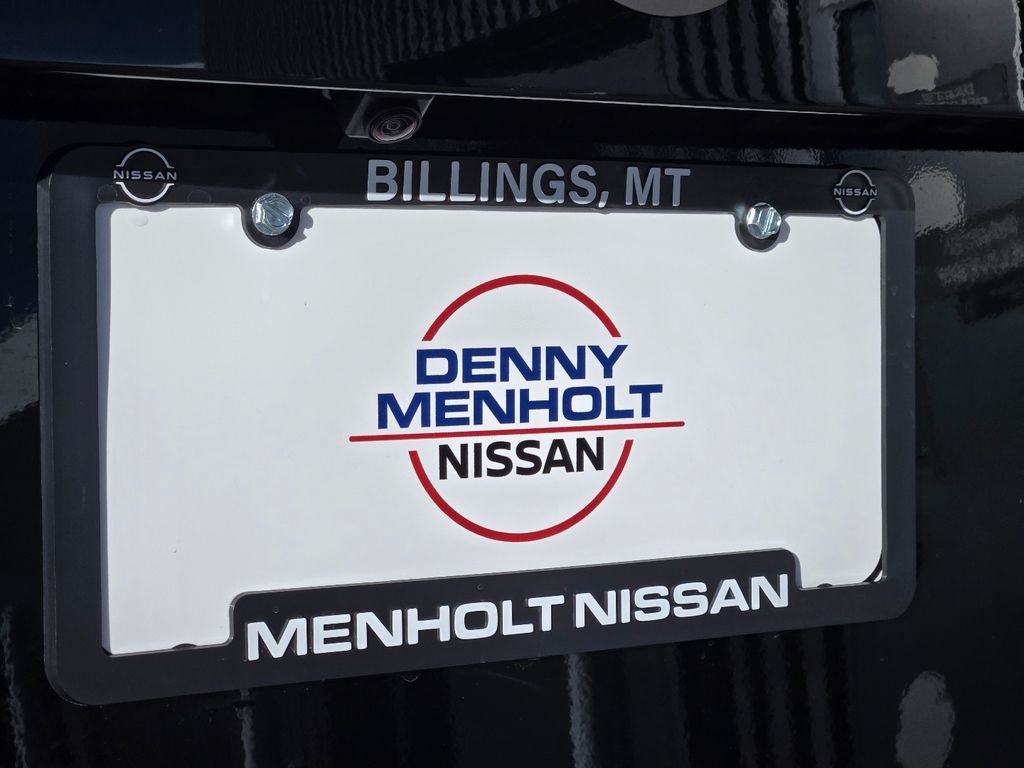 NISSAN
BILLINGS, MT
NISSAN
DENNY
MENHOLT
NISSAN
MENHOLT NISSAN